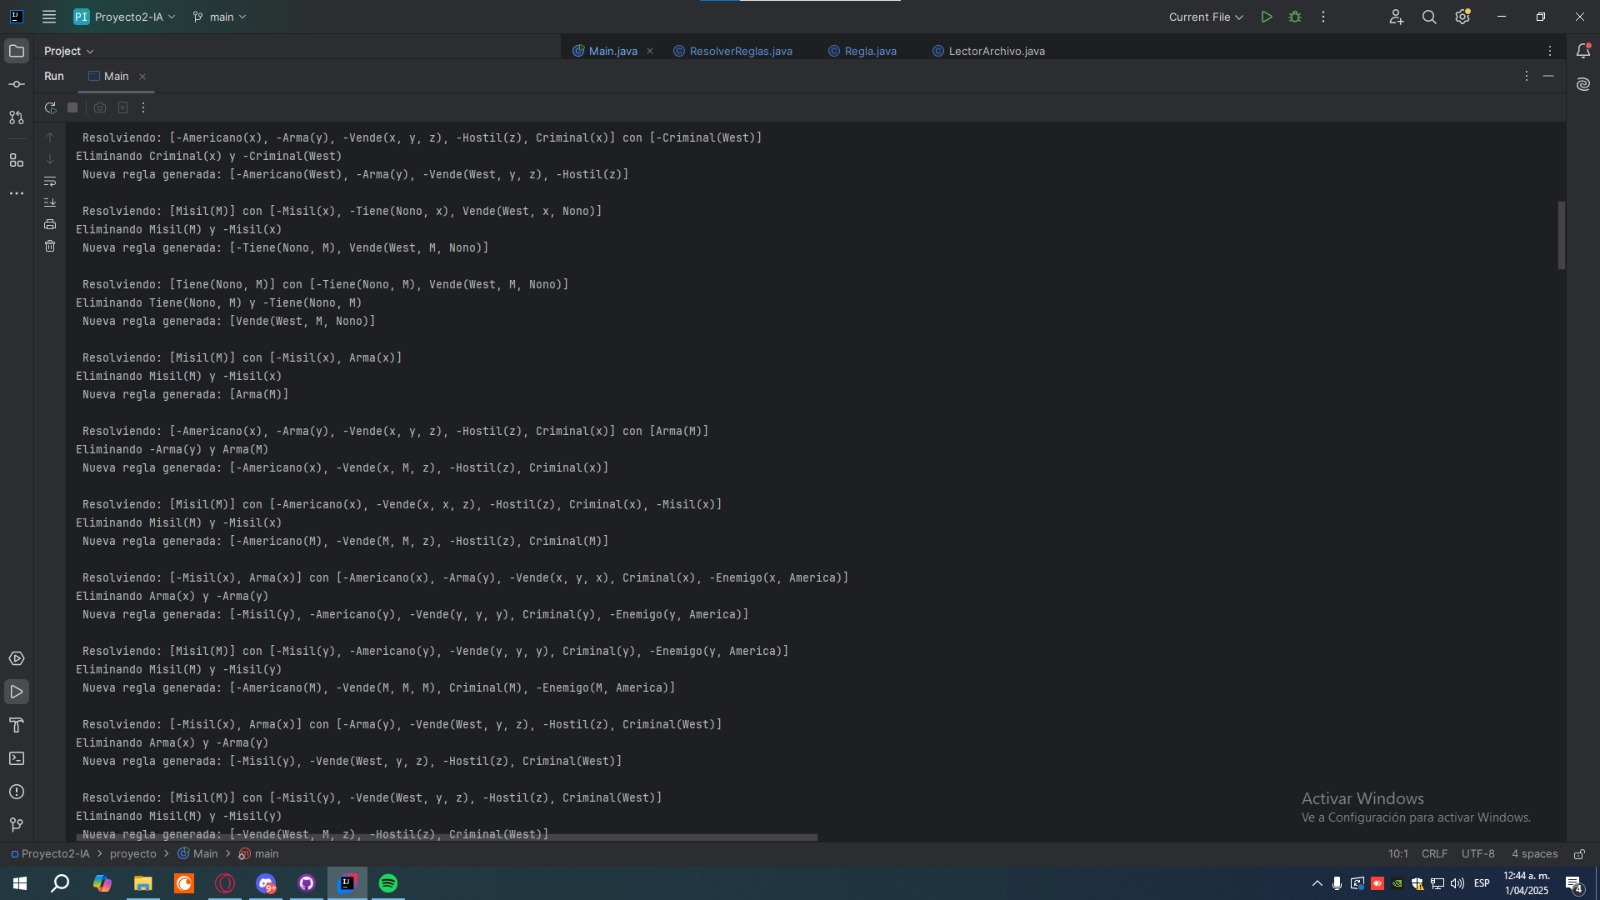 PI Proyecto2-IA main Current File
Project Main.java ResolverReglas.java Regla.java LectorArchivo.java
Run Main
Resolviendo: [-Americano(x), -Arma(y), -Vende(x, y, z), -Hostil(z), Criminal(x)] con [-Criminal(West)]
Eliminando Criminal(x) y -Criminal(West)
Nueva regla generada: [-Americano(West), -Arma(y), -Vende(West, y, z), -Hostil(z)]
Resolviendo: [Misil(M)] con [-Misil(x), -Tiene(Nono, x), Vende(West, x, Nono)]
Eliminando Misil(M) y -Misil(x)
Nueva regla generada: [-Tiene(Nono, M), Vende(West, M, Nono)]
Resolviendo: [Tiene(Nono, M)] con [-Tiene(Nono, M), Vende(West, M, Nono)]
Eliminando Tiene(Nono, M) y -Tiene(Nono, M)
Nueva regla generada: [Vende(West, M, Nono)]
Resolviendo: [Misil(M)] con [-Misil(x), Arma(x)]
Eliminando Misil(M) y -Misil(x)
Nueva regla generada: [Arma(M)]
Resolviendo: [-Americano(x), -Arma(y), -Vende(x, y, z), -Hostil(z), Criminal(x)] con [Arma(M)]
Eliminando -Arma(y) y Arma(M)
Nueva regla generada: [-Americano(x), -Vende(x, M, z), -Hostil(z), Criminal(x)]
Resolviendo: [Misil(M)] con [-Americano(x), -Vende(x, x, z), -Hostil(z), Criminal(x), -Misil(x)]
Eliminando Misil(M) y -Misil(x)
Nueva regla generada: [-Americano(M), -Vende(M, M, z), -Hostil(z), Criminal(M)]
Resolviendo: [-Misil(x), Arma(x)] con [-Americano(x), -Arma(y), -Vende(x, y, x), Criminal(x), -Enemigo(x, America)]
Eliminando Arma(x) y -Arma(y)
Nueva regla generada: [-Misil(y), -Americano(y), -Vende(y, y, y), Criminal(y), -Enemigo(y, America)]
Resolviendo: [Misil(M)] con [-Misil(y), -Americano(y), -Vende(y, y, y), Criminal(y), -Enemigo(y, America)]
Eliminando Misil(M) y -Misil(y)
Nueva regla generada: [-Americano(M), -Vende(M, M, M), Criminal(M), -Enemigo(M, America)]
Resolviendo: [-Misil(x), Arma(x)] con [-Arma(y), -Vende(West, y, z), -Hostil(z), Criminal(West)]
Eliminando Arma(x) y -Arma(y)
Nueva regla generada: [-Misil(y), -Vende(West, y, z), -Hostil(z), Criminal(West)]
Resolviendo: [Misil(M)] con [-Misil(y), -Vende(West, y, z), -Hostil(z), Criminal(West)]
Eliminando Misil(M) y -Misil(y)
Nueva regla generada: [-Vende(West, M, z), -Hostil(z), Criminal(West)]
Activar Windows
Ve a Configuración para activar Windows.
Proyecto2-IA > proyecto > Main > main 10:1 CRLF UTF-8 4 spaces
ESP 12:44 a. m.
1/04/2025 4